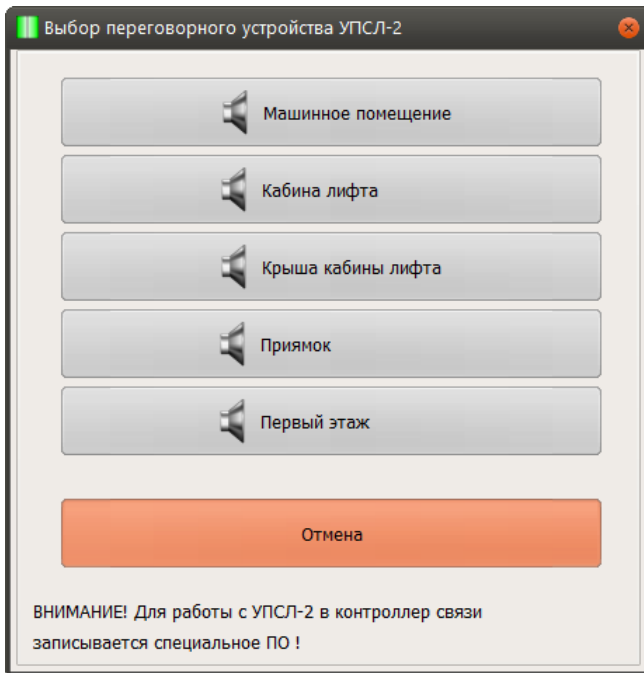 Выбор переговорного устройства УПСЛ-2
Машинное помещение
Кабина лифта
Крыша кабины лифта
Приямок
Первый этаж
Отмена
ВНИМАНИЕ! Для работы с УПСЛ-2 в контроллер связи
записывается специальное ПО !